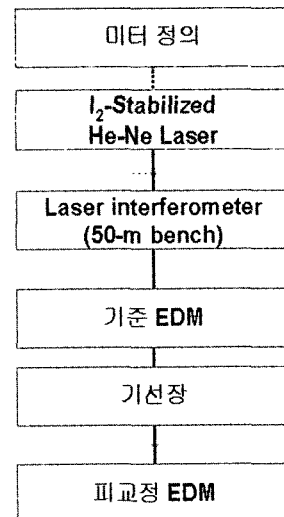 미터 정의
I₂-Stabilized
He-Ne Laser
Laser interferometer
(50-m bench)
기준 EDM
기선장
피교정 EDM